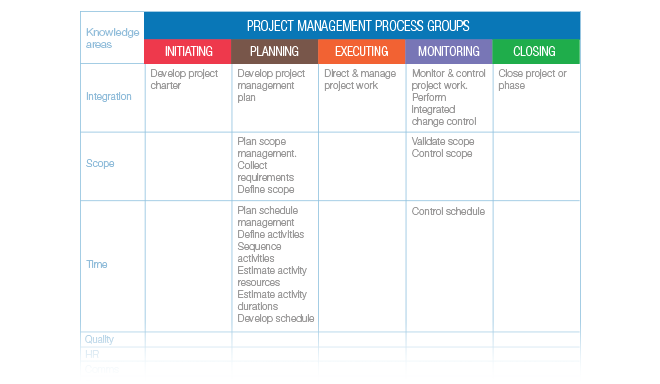 Knowledge areas
PROJECT MANAGEMENT PROCESS GROUPS
INITIATING PLANNING EXECUTING MONITORING CLOSING
Integration
Develop project
charter
Develop project
management
plan
Direct & manage
project work
Monitor & control
project work.
Perform
Integrated
change control
Close project or
phase
Scope
Plan scope
management.
Collect
requirements
Define scope
Validate scope
Control scope
Time
Plan schedule
management
Define activities
Sequence
activities
Estimate activity
resources
Estimate activity
durations
Develop schedule
Control schedule
Quality
HR